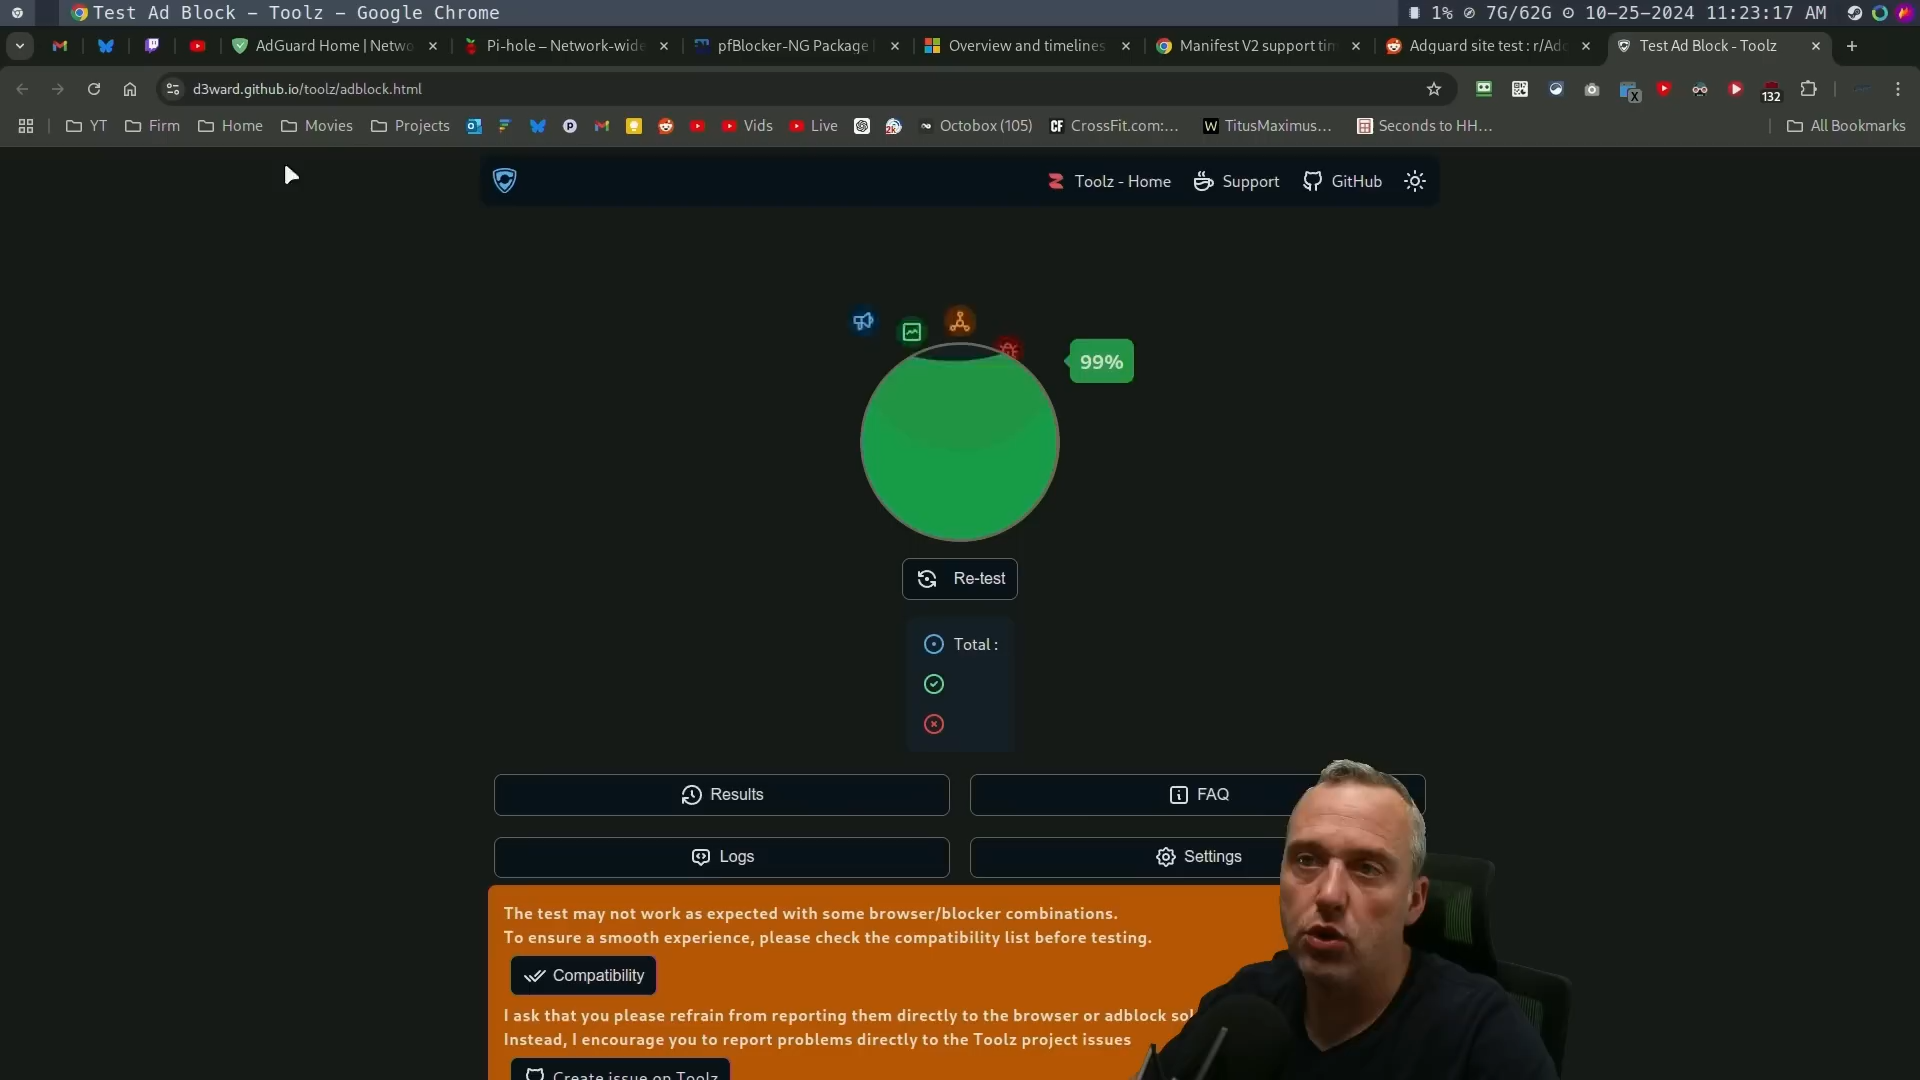 Test Ad Block – Toolz – Google Chrome
1% 7G/62G 10-25-2024 11:23:17 AM
AdGuard Home | Netwo
Pi-hole – Network-wide
pfBlocker-NG Package
Overview and timelines
Manifest V2 support tim
Adguard site test : r/Adg
Test Ad Block - Toolz
d3ward.github.io/toolz/adblock.html
132
YT
Firm
Home
Movies
Projects
Vids
Live
Octobox (105)
CF CrossFit.com:...
W TitusMaximus...
Seconds to HH...
All Bookmarks
Toolz - Home
Support
GitHub
99%
Re-test
Total :
Results
FAQ
Logs
Settings
The test may not work as expected with some browser/blocker combinations.
To ensure a smooth experience, please check the compatibility list before testing.
Compatibility
I ask that you please refrain from reporting them directly to the browser or adblock sol
Instead, I encourage you to report problems directly to the Toolz project issues
Create issue on Toolz